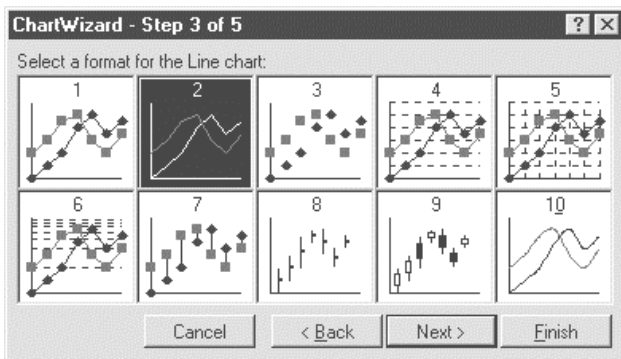 ChartWizard - Step 3 of 5
Select a format for the Line chart:
1 2 3 4 5
6 7 8 9 10
Cancel < Back Next > Finish